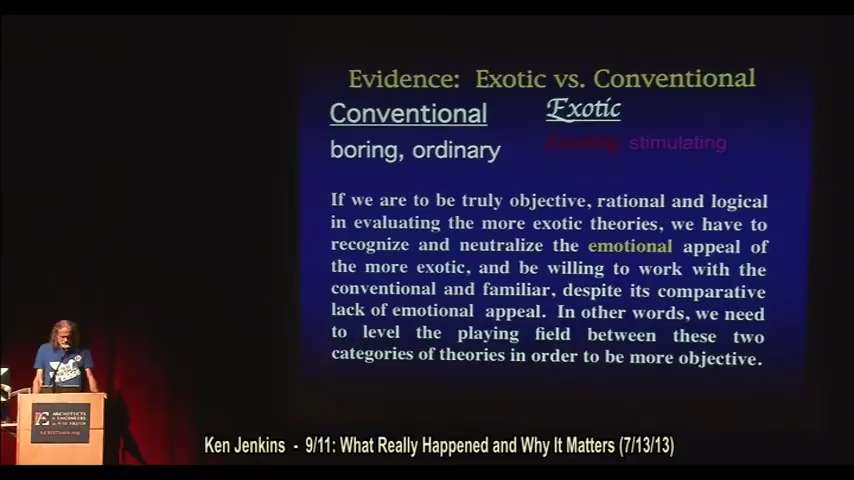 Evidence: Exotic vs. Conventional
Conventional Exotic
boring, ordinary stimulating
If we are to be truly objective, rational and logical
in evaluating the more exotic theories, we have to
recognize and neutralize the emotional appeal of
the more exotic, and be willing to work with the
conventional and familiar, despite its comparative
lack of emotional appeal. In other words, we need
to level the playing field between these two
categories of theories in order to be more objective.
ARCHITECTS
ENGINEERS
Ken Jenkins - 9/11: What Really Happened and Why It Matters (7/13/13)